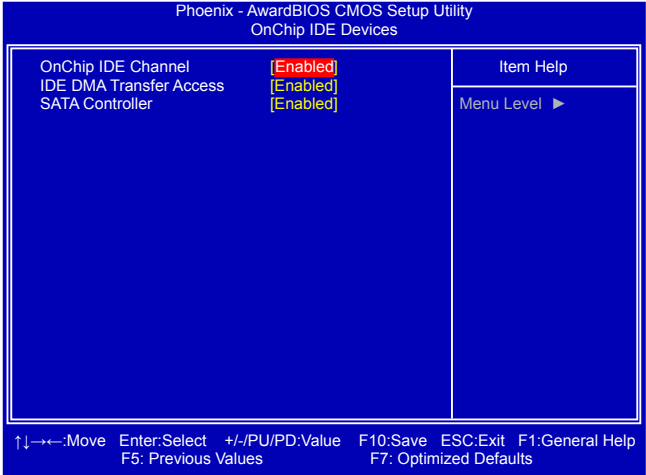 Phoenix - AwardBIOS CMOS Setup Utility
OnChip IDE Devices
OnChip IDE Channel [Enabled]
IDE DMA Transfer Access [Enabled]
SATA Controller [Enabled]
Item Help
Menu Level ►
↑↓→←:Move Enter:Select +/-/PU/PD:Value F10:Save ESC:Exit F1:General Help
F5: Previous Values F7: Optimized Defaults